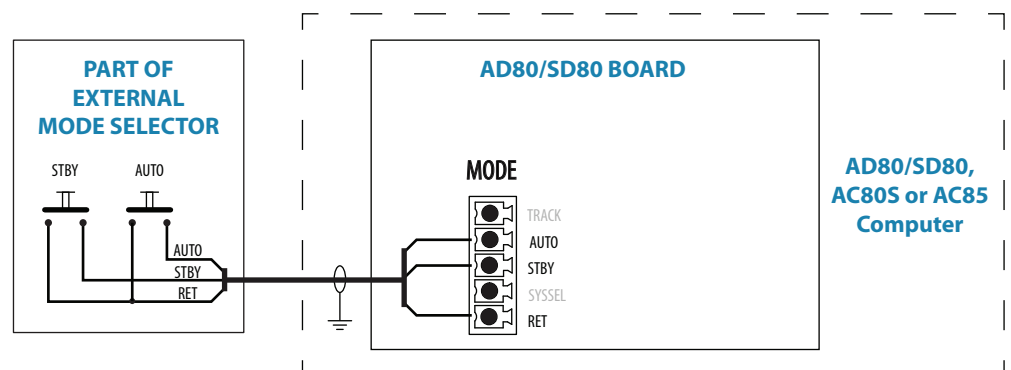 PART OF
EXTERNAL
MODE SELECTOR
STBY
AUTO
AUTO
STBY
RET
AD80/SD80 BOARD
MODE
TRACK
AUTO
STBY
SYSSEL
RET
AD80/SD80,
AC80S or AC85
Computer